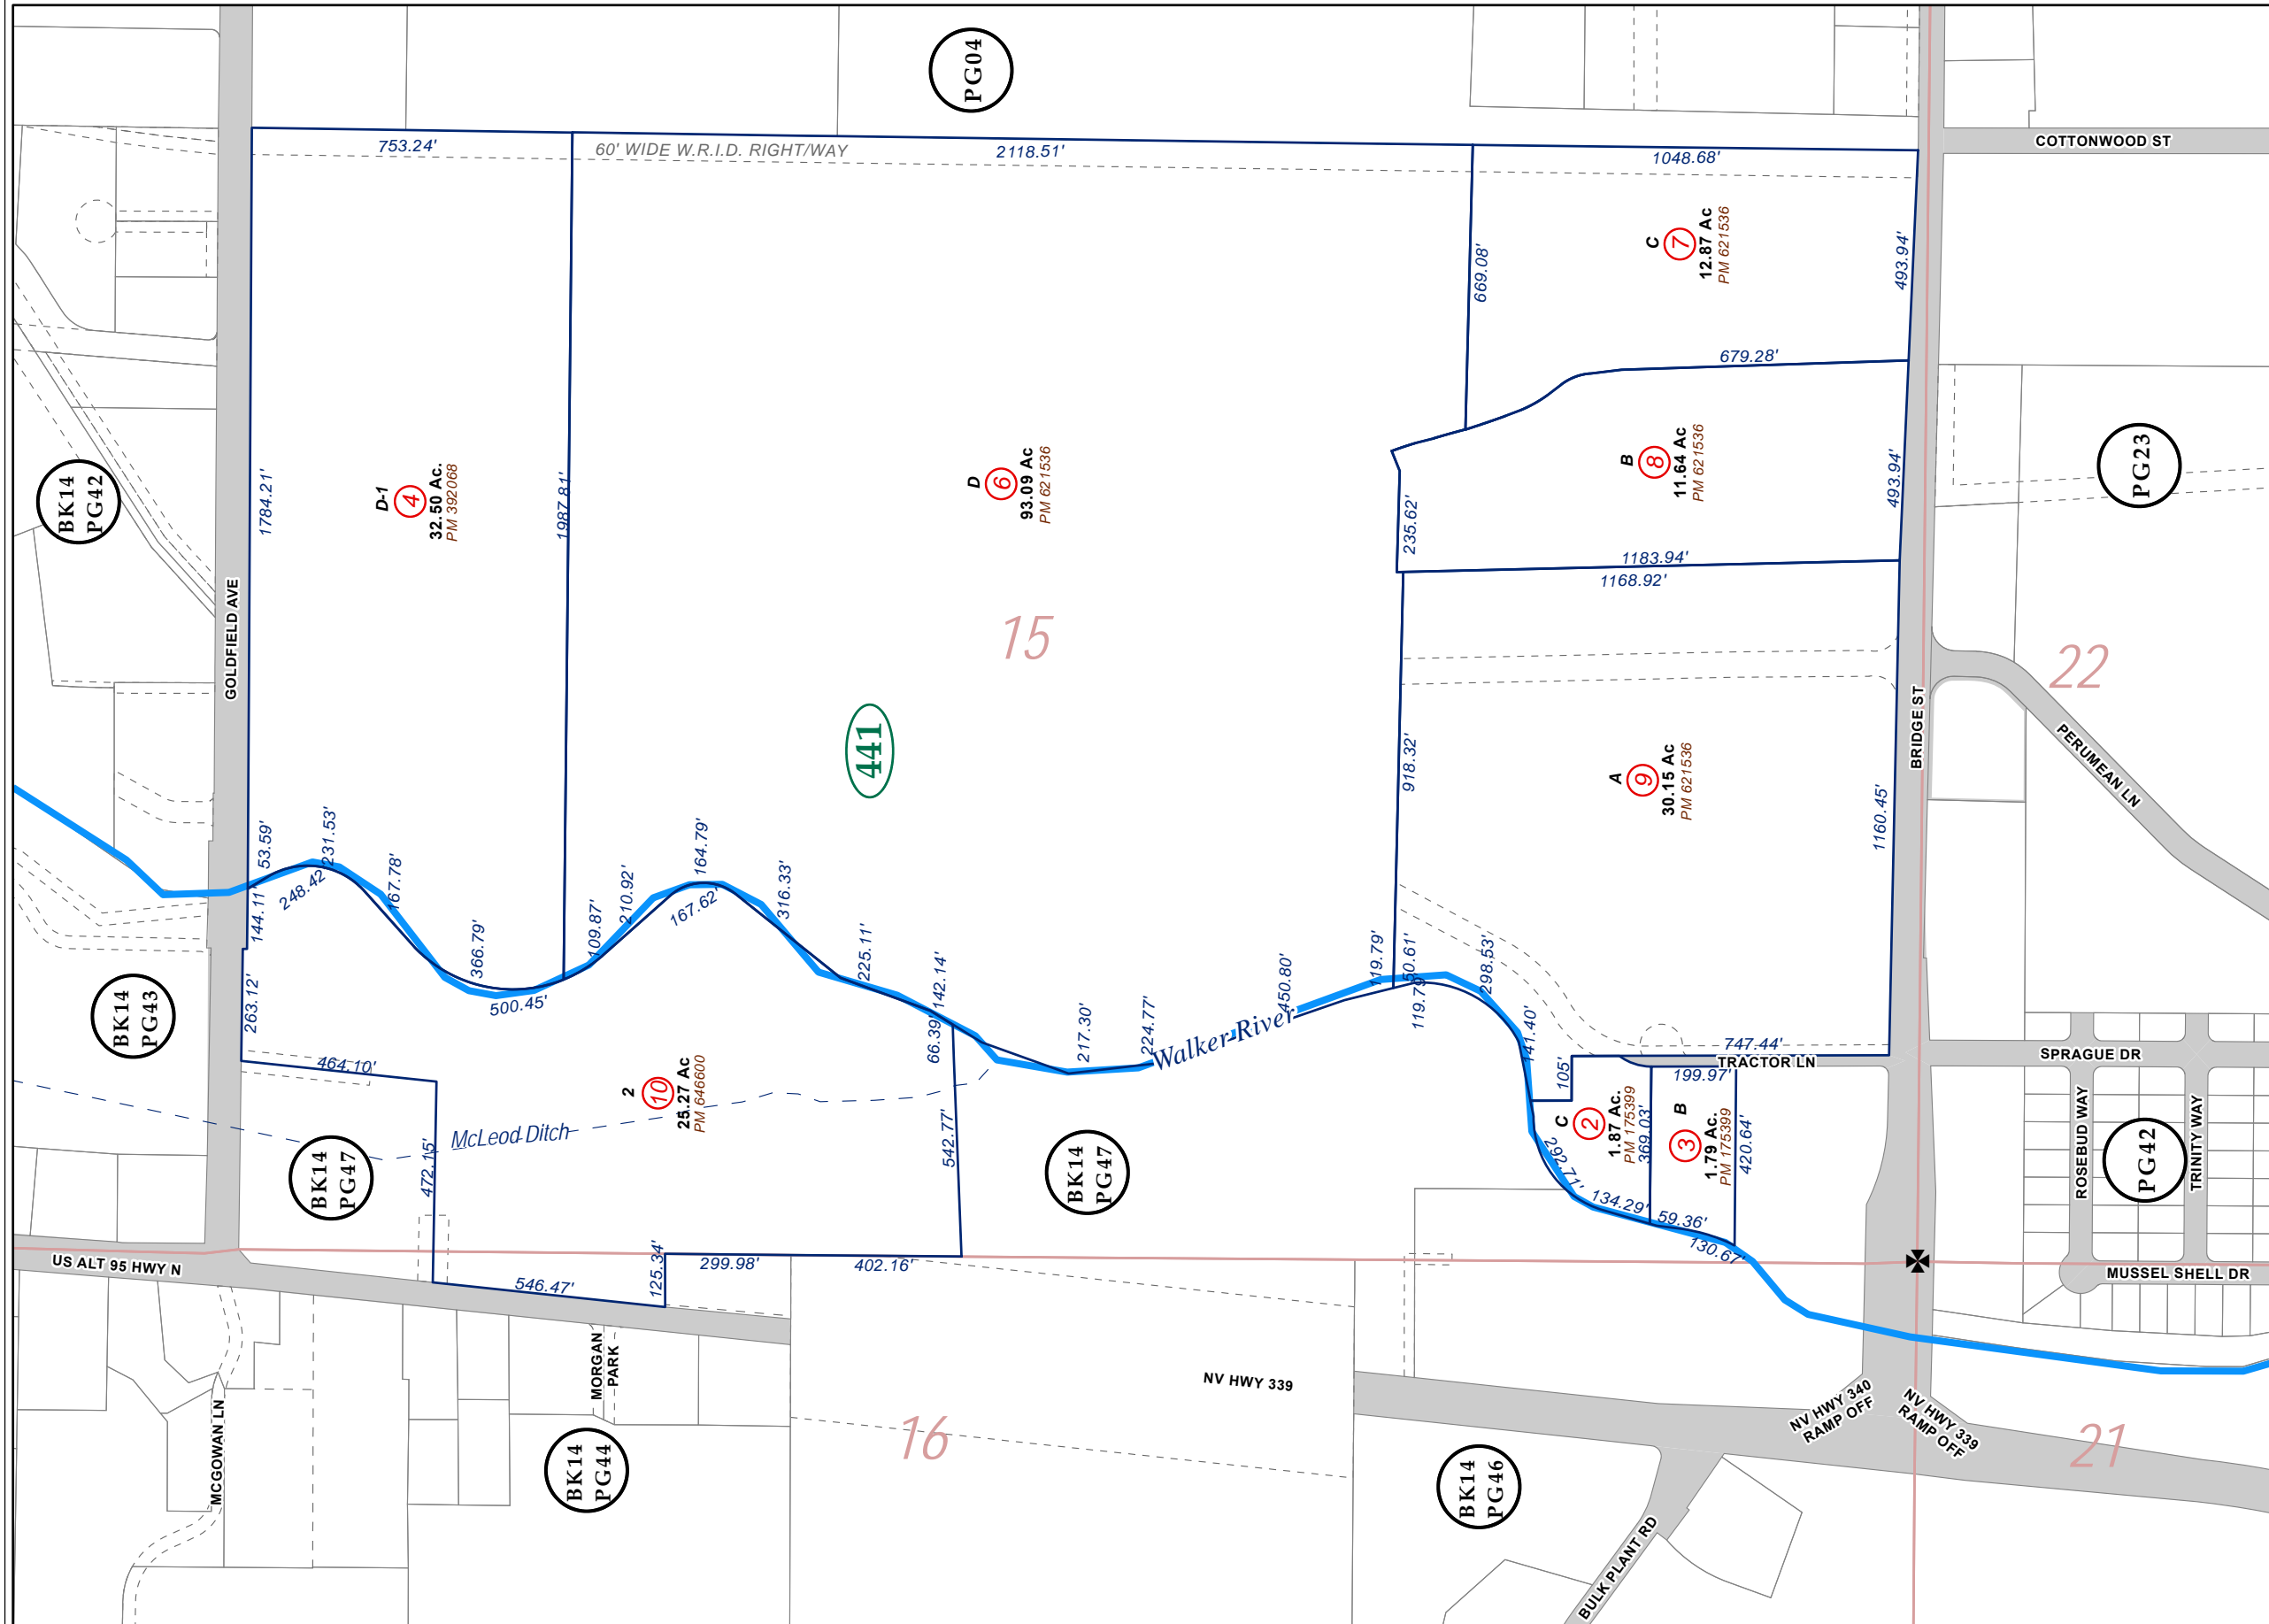 PG04
COTTONWOOD ST
753.24'
60' WIDE W.R.I.D. RIGHT/WAY
2118.51'
1048.68'
C
7
12.87 Ac
PM 621536
493.94'
669.08'
679.28'
BK14
PG42
1784.21'
D-1
4
32.50 Ac.
PM 392068
1987.81'
D
6
93.09 Ac
PM 621536
235.62'
B
8
11.64 Ac
PM 621536
493.94'
PG23
1183.94'
1168.92'
GOLDFIELD AVE
15
22
441
918.32'
A
9
30.15 Ac
PM 621536
1160.45'
BRIDGE ST
PERUMEAN LN
53.59'
231.53'
248.42'
167.78'
144.11'
164.79'
167.62'
210.92'
109.87'
316.33'
366.79'
500.45'
225.11'
142.14'
66.39'
217.30'
224.77'
Walker River
450.80'
119.79'
50.61'
119.79'
298.53'
141.40'
BK14
PG43
263.12'
464.10'
2
10
25.27 Ac
PM 646600
McLeod Ditch
472.15'
542.77'
747.44'
TRACTOR LN
199.97'
105'
C
2
1.87 Ac.
PM 175399
369.03'
B
3
1.79 Ac.
PM 175399
420.64'
292.71'
134.29'
59.36'
130.67'
SPRAGUE DR
ROSEBUD WAY
PG42
TRINITY WAY
MUSSEL SHELL DR
BK14
PG47
BK14
PG47
US ALT 95 HWY N
546.47'
125.34'
299.98'
402.16'
MORGAN
PARK
MCGOWAN LN
BK14
PG44
16
NV HWY 339
BK14
PG46
NV HWY 340
RAMP OFF
NV HWY 339
RAMP OFF
21
BULK PLANT RD